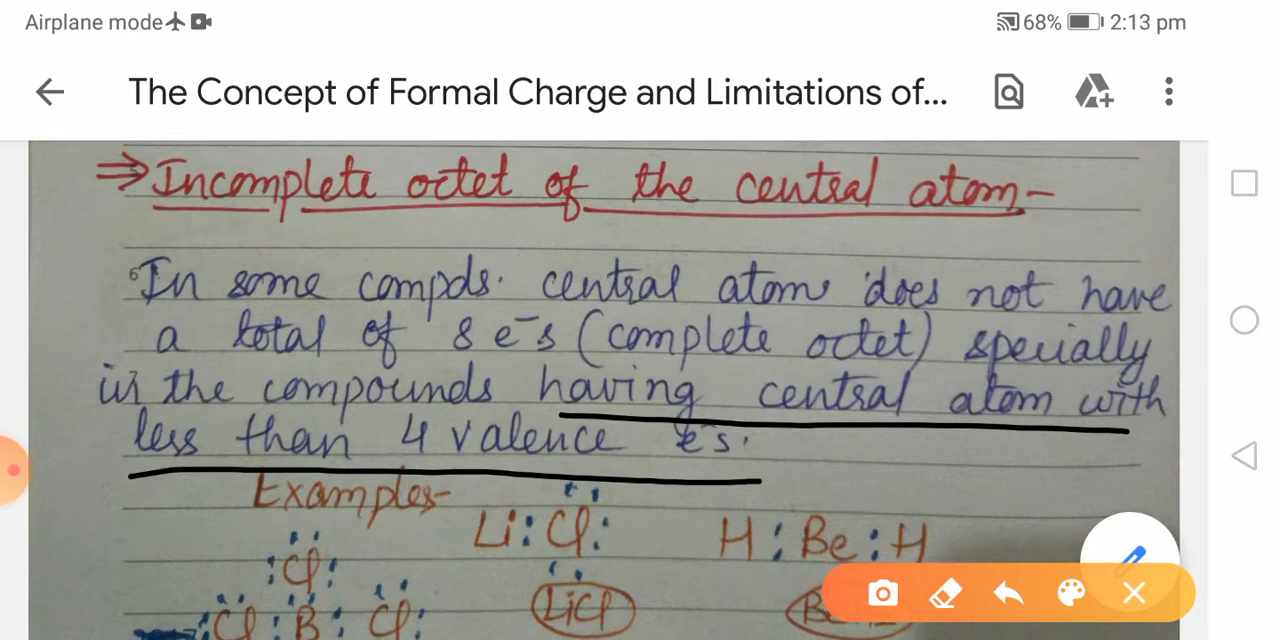 Airplane mode 68% 2:13 pm
The Concept of Formal Charge and Limitations of...
⇒ Incomplete octet of the central atom-
In some compds. central atom does not have
a total of 8 e⁻s (complete octet) specially
in the compounds having central atom with
less than 4 valence e⁻s.
Examples-
Li : Cl : H : Be : H
: Cl :
LiCl
: Cl : B : Cl :